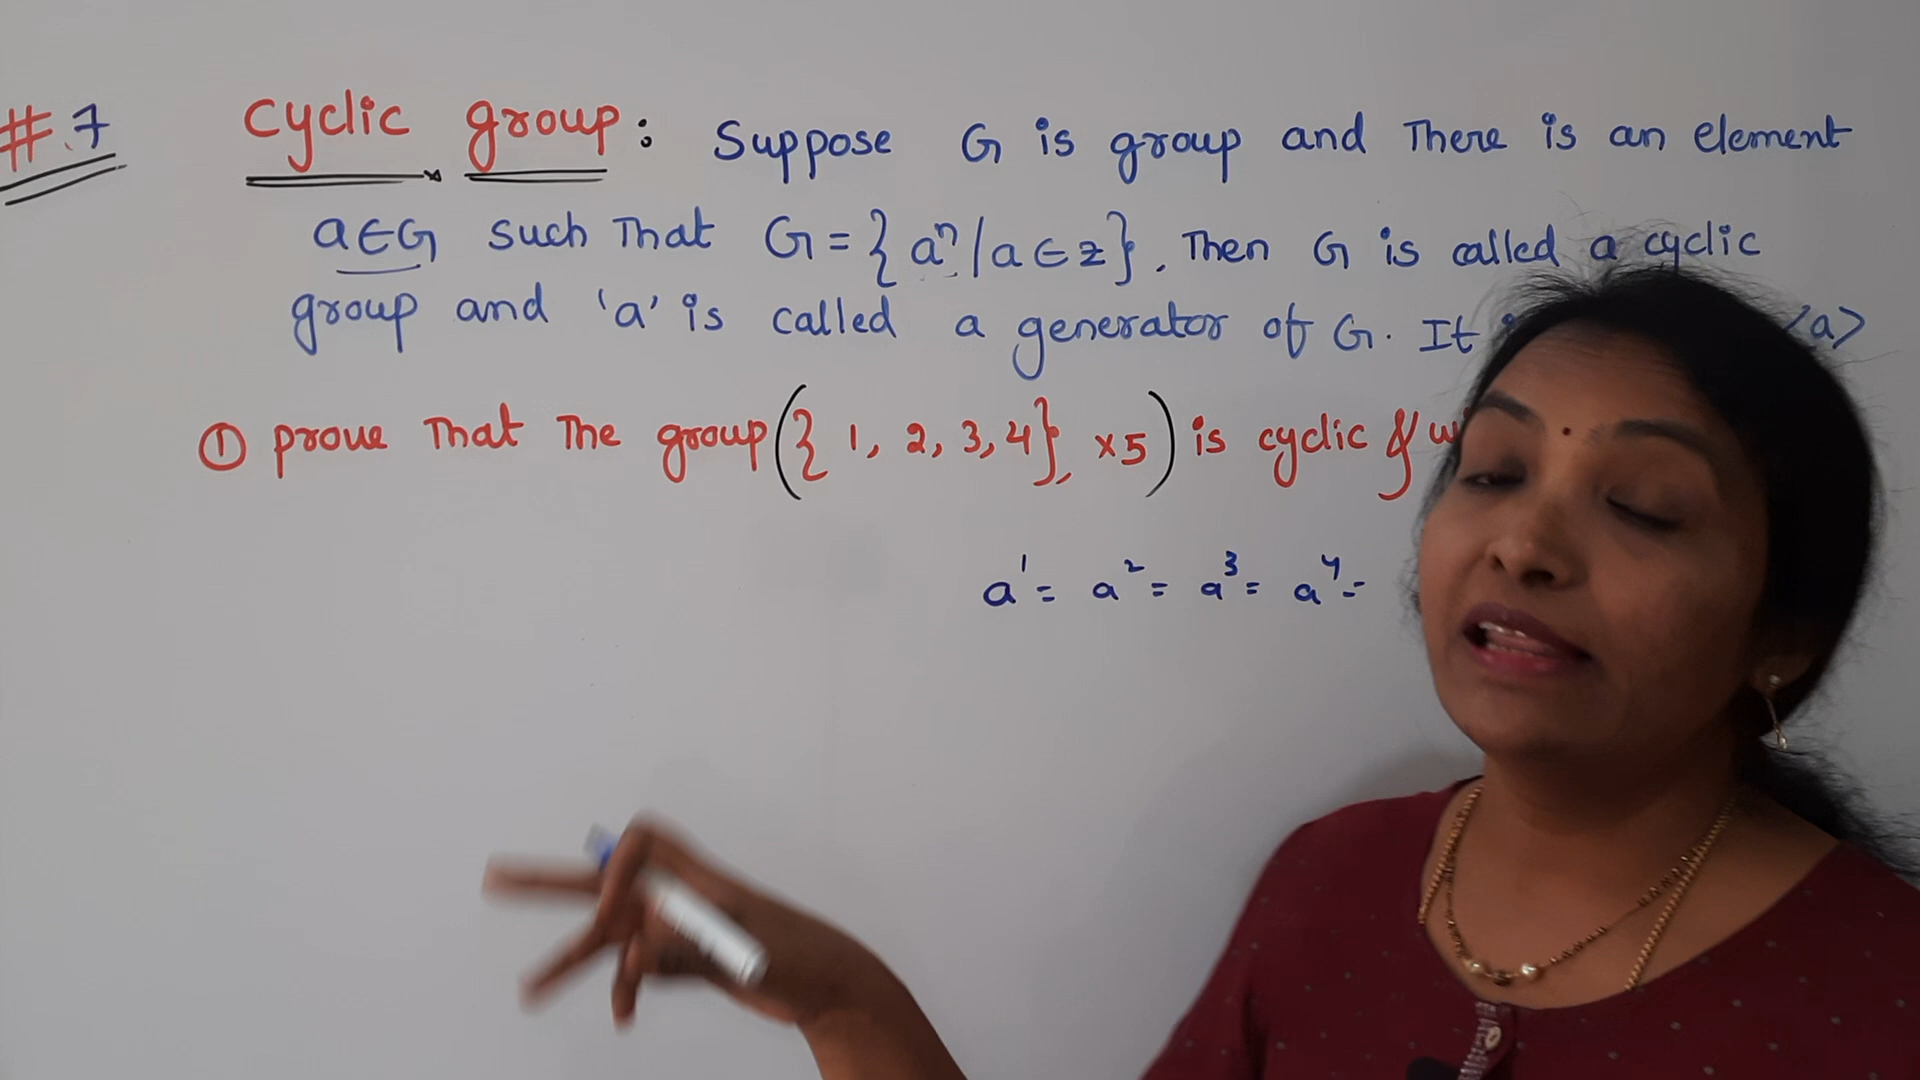 #.7 Cyclic group: Suppose G is group and There is an element
a∈G such That G={aⁿ/a∈z}. Then G is called a cyclic
group and 'a' is called a generator of G. It <a>
① prove That The group({1, 2, 3, 4}, ×5) is cyclic &
a¹= a²= a³= a⁴=